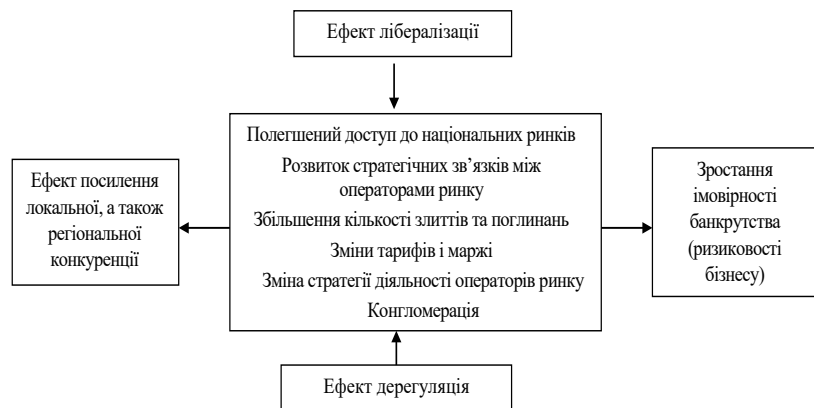 Ефект лібералізації
Полегшений доступ до національних ринків
Розвиток стратегічних зв’язків між
операторами ринку
Збільшення кількості злиттів та поглинань
Зміни тарифів і маржі
Зміна стратегії діяльності операторів ринку
Конгломерація
Ефект посилення
локальної, а також
регіональної
конкуренції
Зростання
імовірності
банкрутства
(ризиковості
бізнесу)
Ефект дерегуляція